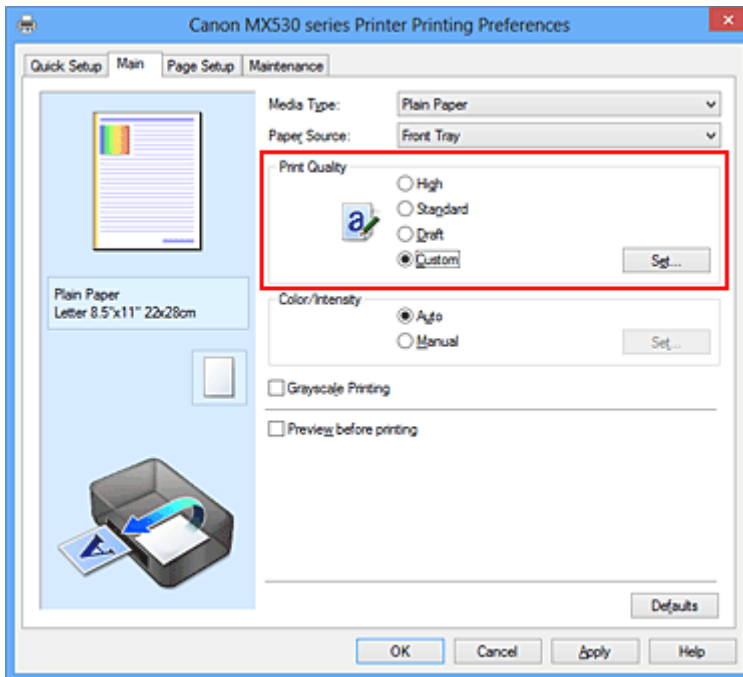 Canon MX530 series Printer Printing Preferences
Quick Setup Main Page Setup Maintenance
Media Type: Plain Paper
Paper Source: Front Tray
Print Quality
High
Standard
Draft
Custom Set...
Plain Paper
Letter 8.5"x11" 22x28cm
Color/Intensity
Auto
Manual Set...
Grayscale Printing
Preview before printing
Defaults
OK Cancel Apply Help